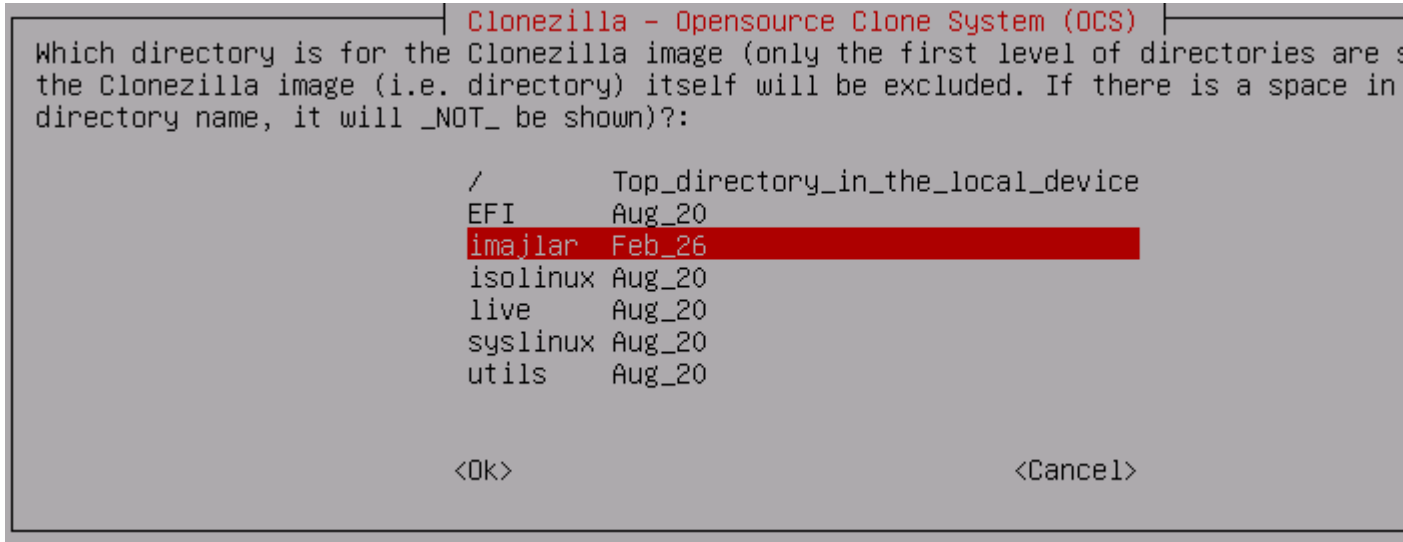 Clonezilla - Opensource Clone System (OCS)
Which directory is for the Clonezilla image (only the first level of directories are
the Clonezilla image (i.e. directory) itself will be excluded. If there is a space in
directory name, it will _NOT_ be shown)?:
/ Top_directory_in_the_local_device
EFI Aug_20
imajlar Feb_26
isolinux Aug_20
live Aug_20
syslinux Aug_20
utils Aug_20
<Ok> <Cancel>